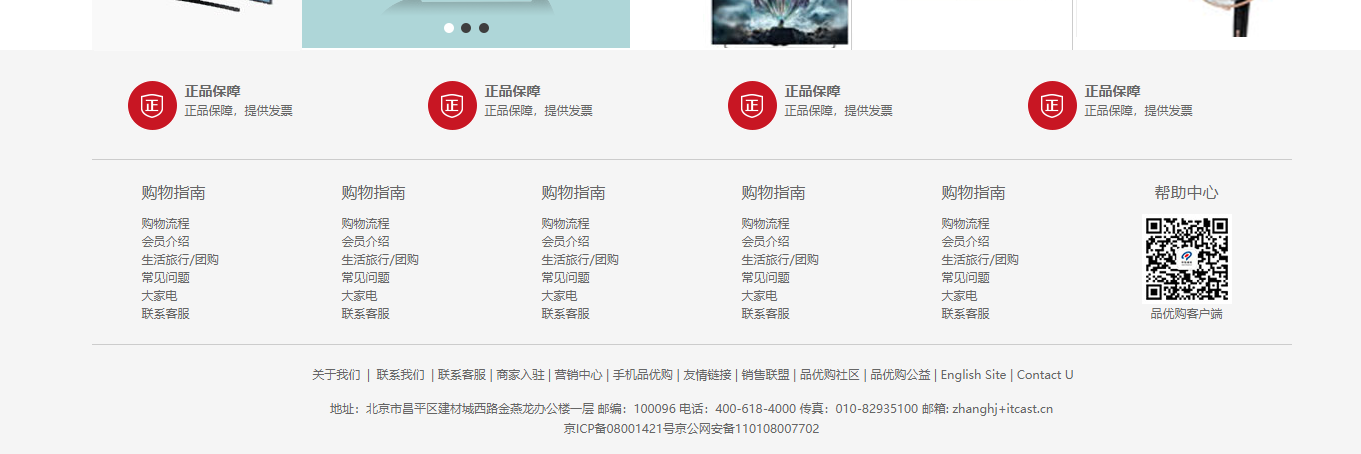 正 正品保障 正 正品保障 正 正品保障 正 正品保障
正品保障，提供发票 正品保障，提供发票 正品保障，提供发票 正品保障，提供发票
购物指南 购物指南 购物指南 购物指南 购物指南 帮助中心
购物流程 购物流程 购物流程 购物流程 购物流程
会员介绍 会员介绍 会员介绍 会员介绍 会员介绍
生活旅行/团购 生活旅行/团购 生活旅行/团购 生活旅行/团购 生活旅行/团购
常见问题 常见问题 常见问题 常见问题 常见问题
大家电 大家电 大家电 大家电 大家电
联系客服 联系客服 联系客服 联系客服 联系客服 品优购客户端
关于我们 | 联系我们 | 联系客服 | 商家入驻 | 营销中心 | 手机品优购 | 友情链接 | 销售联盟 | 品优购社区 | 品优购公益 | English Site | Contact U
地址：北京市昌平区建材城西路金燕龙办公楼一层 邮编：100096 电话：400-618-4000 传真：010-82935100 邮箱: zhanghj+itcast.cn
京ICP备08001421号京公网安备110108007702